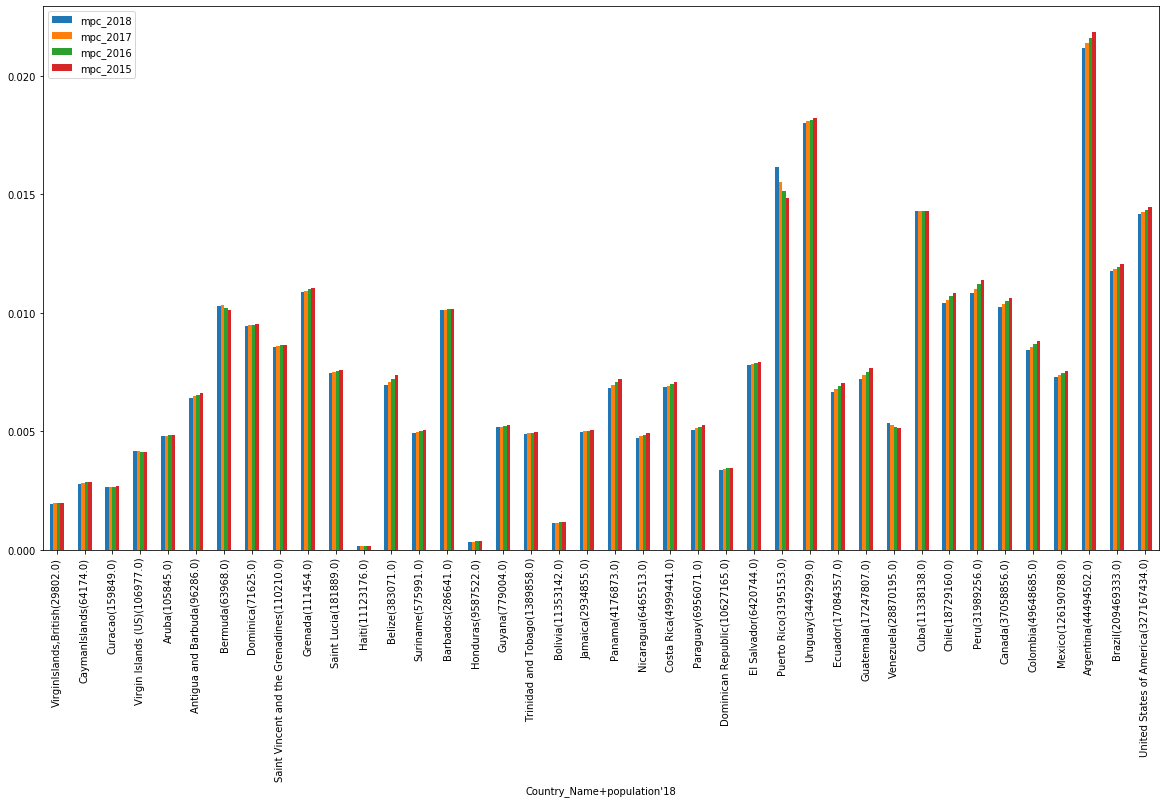 mpc_2018
mpc_2017
mpc_2016
mpc_2015
0.020
0.015
0.010
0.005
0.000
VirginIslands,British(29802.0)
CaymanIslands(64174.0)
Curacao(159849.0)
Virgin Islands (US)(106977.0)
Aruba(105845.0)
Antigua and Barbuda(96286.0)
Bermuda(63968.0)
Dominica(71625.0)
Saint Vincent and the Grenadines(110210.0)
Grenada(111454.0)
Saint Lucia(181889.0)
Haiti(11123176.0)
Belize(383071.0)
Suriname(575991.0)
Barbados(286641.0)
Honduras(9587522.0)
Guyana(779004.0)
Trinidad and Tobago(1389858.0)
Bolivia(11353142.0)
Jamaica(2934855.0)
Panama(4176873.0)
Nicaragua(6465513.0)
Costa Rica(4999441.0)
Paraguay(6956071.0)
Dominican Republic(10627165.0)
El Salvador(6420744.0)
Puerto Rico(3195153.0)
Uruguay(3449299.0)
Ecuador(17084357.0)
Guatemala(17247807.0)
Venezuela(28870195.0)
Cuba(11338138.0)
Chile(18729160.0)
Peru(31989256.0)
Canada(37058856.0)
Colombia(49648685.0)
Mexico(126190788.0)
Argentina(44494502.0)
Brazil(209469333.0)
United States of America(327167434.0)
Country_Name+population'18